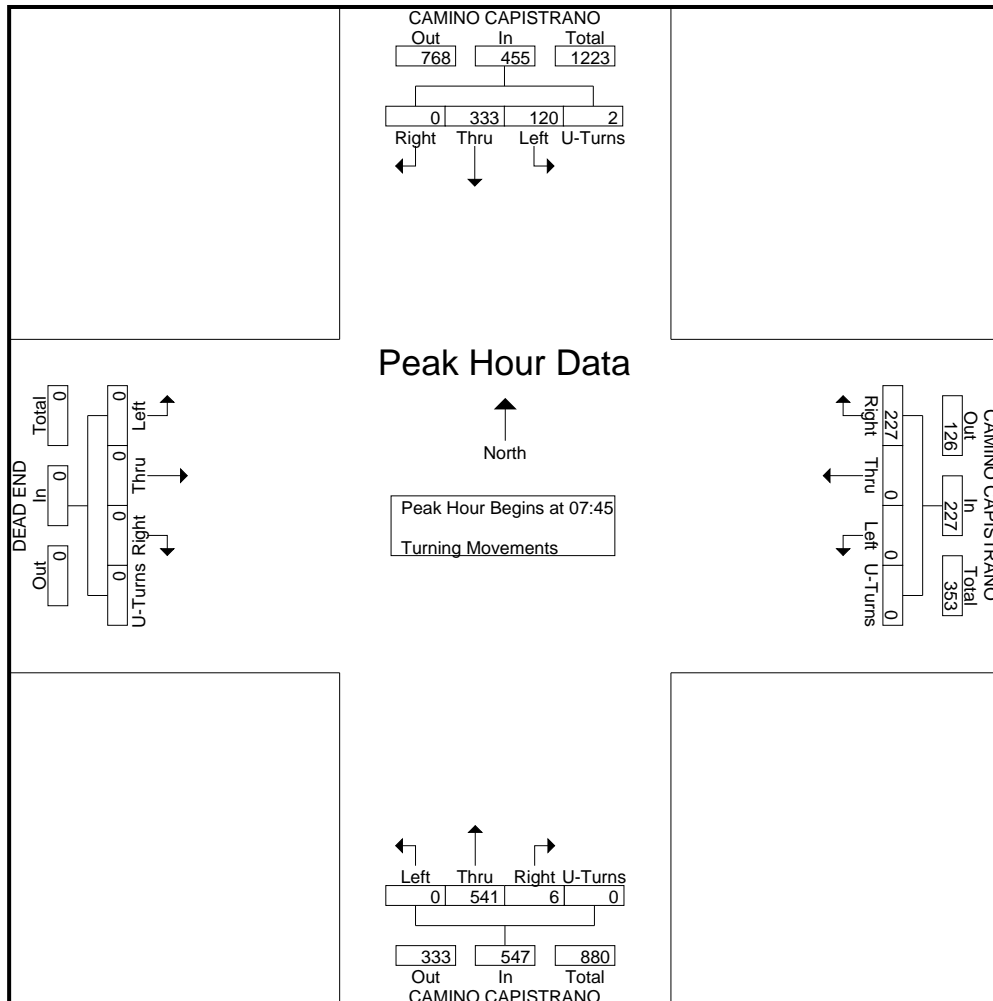 CAMINO CAPISTRANO
Out In Total
768 455 1223
0 333 120 2
Right Thru Left U-Turns
Peak Hour Data
North
Peak Hour Begins at 07:45
Turning Movements
DEAD END
Out In Total
0 0 0
0 0 0 0
U-Turns Right Thru Left
CAMINO CAPISTRANO
Out In Total
126 227 353
227 0 0 0
Right Thru Left U-Turns
Left Thru Right U-Turns
0 541 6 0
333 547 880
Out In Total
CAMINO CAPISTRANO